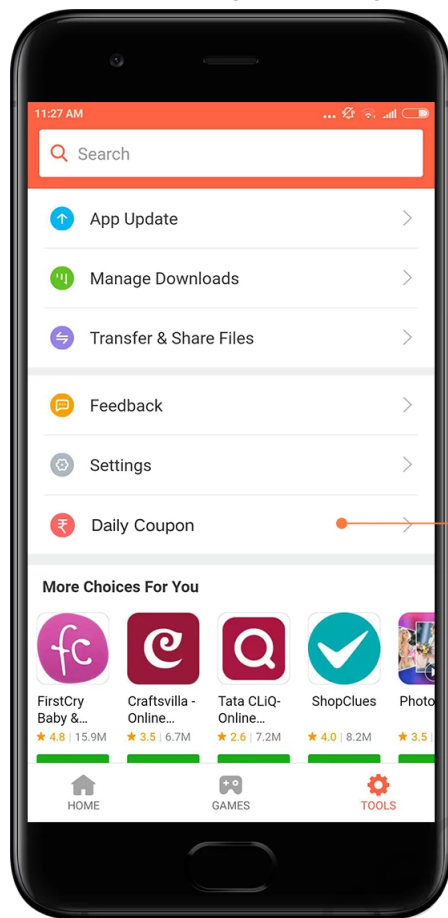 11:27 AM
Search
App Update
Manage Downloads
Transfer & Share Files
Feedback
Settings
Daily Coupon
More Choices For You
fc
FirstCry
Baby &...
★ 4.8 | 15.9M
Craftsvilla -
Online...
★ 3.5 | 6.7M
Tata CLiQ-
Online...
★ 2.6 | 7.2M
ShopClues
★ 4.0 | 8.2M
Photo
★ 3.5 |
HOME
GAMES
TOOLS